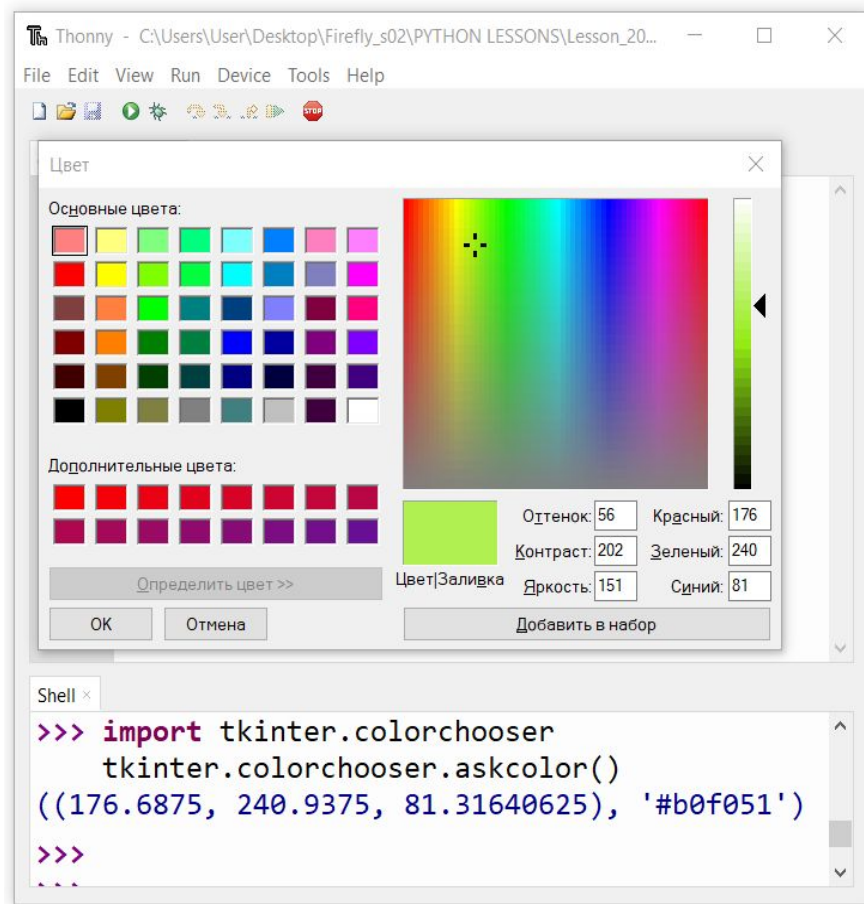 Thonny - C:\Users\User\Desktop\Firefly_s02\PYTHON LESSONS\Lesson_20...
File Edit View Run Device Tools Help
STOP
Цвет
Основные цвета:
Дополнительные цвета:
Определить цвет >>
OK Отмена
Цвет|Заливка
Оттенок: 56 Красный: 176
Контраст: 202 Зеленый: 240
Яркость: 151 Синий: 81
Добавить в набор
Shell ×
>>> import tkinter.colorchooser
tkinter.colorchooser.askcolor()
((176.6875, 240.9375, 81.31640625), '#b0f051')
>>>